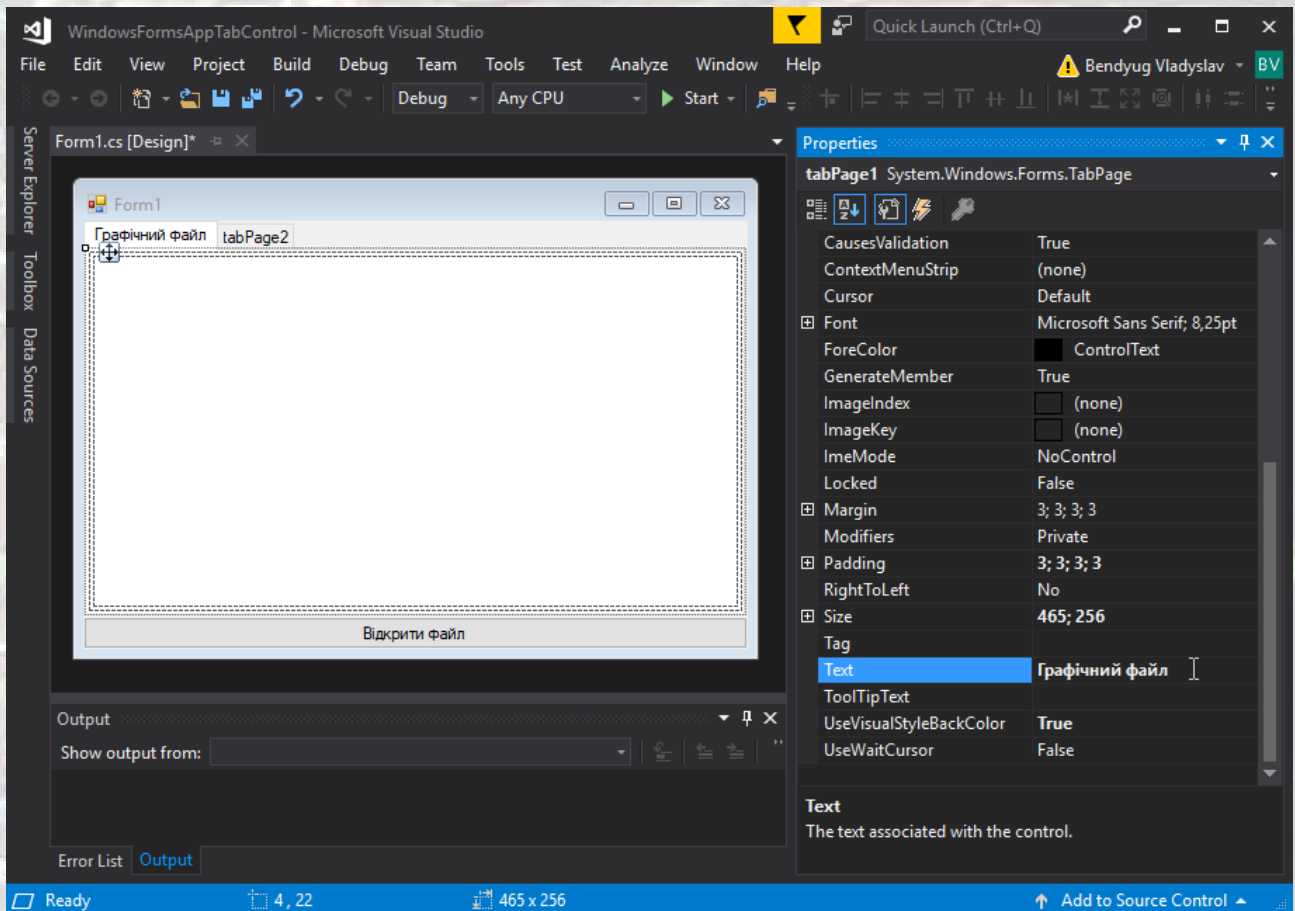 WindowsFormsAppTabControl - Microsoft Visual Studio
Quick Launch (Ctrl+Q)
File Edit View Project Build Debug Team Tools Test Analyze Window Help
Bendyug Vladyslav BV
Debug Any CPU Start
Server Explorer
Toolbox
Data Sources
Form1.cs [Design]*
Form1
Графічний файл tabPage2
Відкрити файл
Output
Show output from:
Error List Output
Properties
tabPage1 System.Windows.Forms.TabPage
CausesValidation True
ContextMenuStrip (none)
Cursor Default
Font Microsoft Sans Serif; 8,25pt
ForeColor ControlText
GenerateMember True
ImageIndex (none)
ImageKey (none)
ImeMode NoControl
Locked False
Margin 3; 3; 3; 3
Modifiers Private
Padding 3; 3; 3; 3
RightToLeft No
Size 465; 256
Tag
Text Графічний файл
ToolTipText
UseVisualStyleBackColor True
UseWaitCursor False
Text
The text associated with the control.
Ready 4 , 22 465 x 256 Add to Source Control